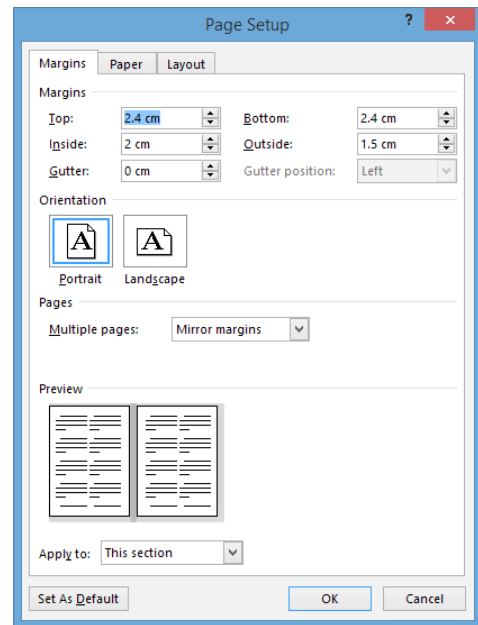 Page Setup ?
Margins Paper Layout
Margins
Top: 2.4 cm Bottom: 2.4 cm
Inside: 2 cm Outside: 1.5 cm
Gutter: 0 cm Gutter position: Left
Orientation
A A
Portrait Landscape
Pages
Multiple pages: Mirror margins
Preview
Apply to: This section
Set As Default OK Cancel